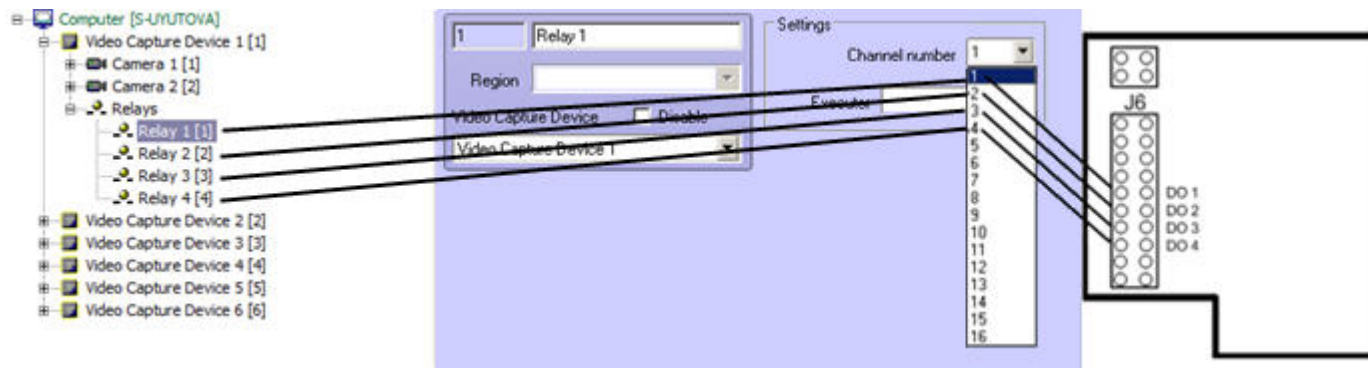 Computer [S-UYUTOVA]
Video Capture Device 1 [1]
Camera 1 [1]
Camera 2 [2]
Relays
Relay 1 [1]
Relay 2 [2]
Relay 3 [3]
Relay 4 [4]
Video Capture Device 2 [2]
Video Capture Device 3 [3]
Video Capture Device 4 [4]
Video Capture Device 5 [5]
Video Capture Device 6 [6]
1 Relay 1
Region
Video Capture Device Disable
Video Capture Device 1
Settings
Channel number 1
Executer
1
2
3
4
5
6
7
8
9
10
11
12
13
14
15
16
J6
DO 1
DO 2
DO 3
DO 4